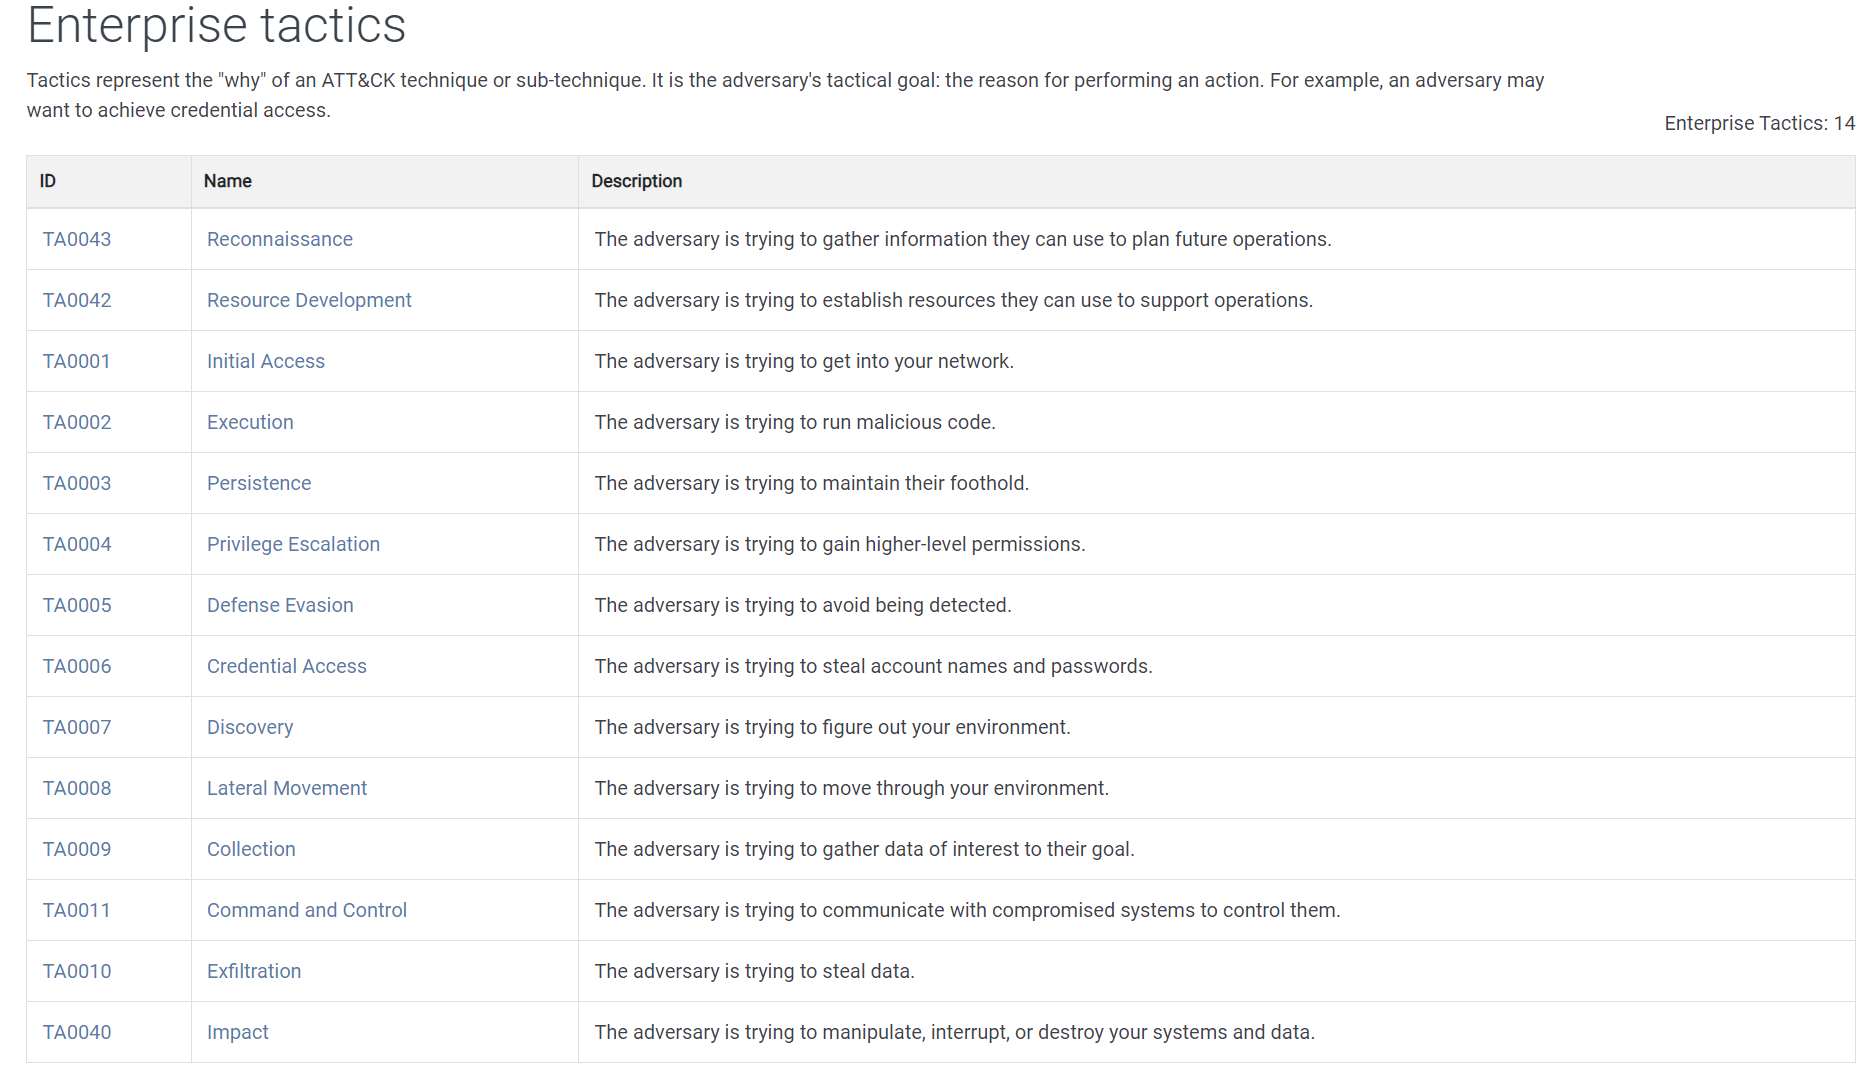 Enterprise tactics
Tactics represent the "why" of an ATT&CK technique or sub-technique. It is the adversary's tactical goal: the reason for performing an action. For example, an adversary may
want to achieve credential access.
Enterprise Tactics: 14
ID Name Description
TA0043 Reconnaissance The adversary is trying to gather information they can use to plan future operations.
TA0042 Resource Development The adversary is trying to establish resources they can use to support operations.
TA0001 Initial Access The adversary is trying to get into your network.
TA0002 Execution The adversary is trying to run malicious code.
TA0003 Persistence The adversary is trying to maintain their foothold.
TA0004 Privilege Escalation The adversary is trying to gain higher-level permissions.
TA0005 Defense Evasion The adversary is trying to avoid being detected.
TA0006 Credential Access The adversary is trying to steal account names and passwords.
TA0007 Discovery The adversary is trying to figure out your environment.
TA0008 Lateral Movement The adversary is trying to move through your environment.
TA0009 Collection The adversary is trying to gather data of interest to their goal.
TA0011 Command and Control The adversary is trying to communicate with compromised systems to control them.
TA0010 Exfiltration The adversary is trying to steal data.
TA0040 Impact The adversary is trying to manipulate, interrupt, or destroy your systems and data.